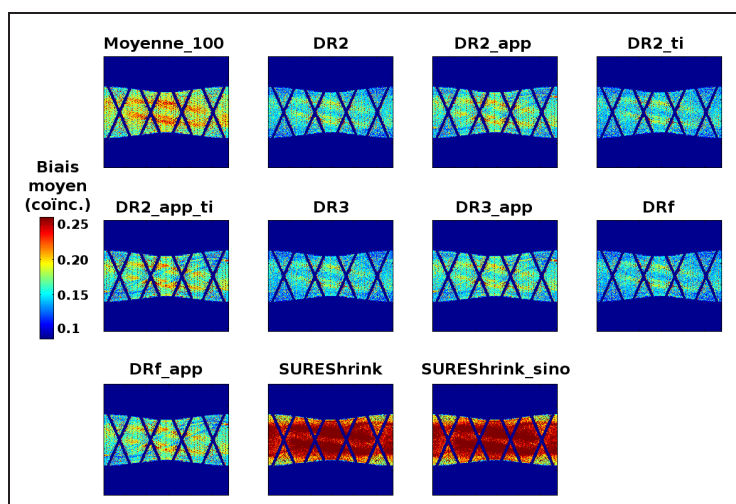 Moyenne_100 DR2 DR2_app DR2_ti
Biais
moyen
(coïnc.)
0.25
0.20
0.15
0.1
DR2_app_ti DR3 DR3_app DRf
DRf_app SUREShrink SUREShrink_sino